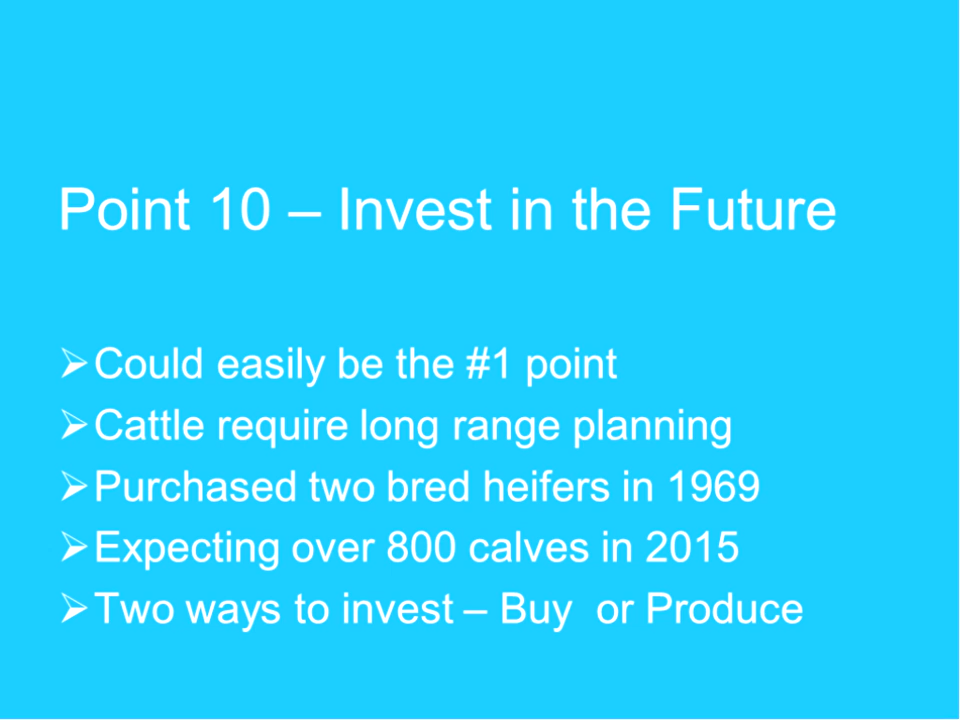 Point 10 – Invest in the Future
➢Could easily be the #1 point
➢Cattle require long range planning
➢Purchased two bred heifers in 1969
➢Expecting over 800 calves in 2015
➢Two ways to invest – Buy  or Produce